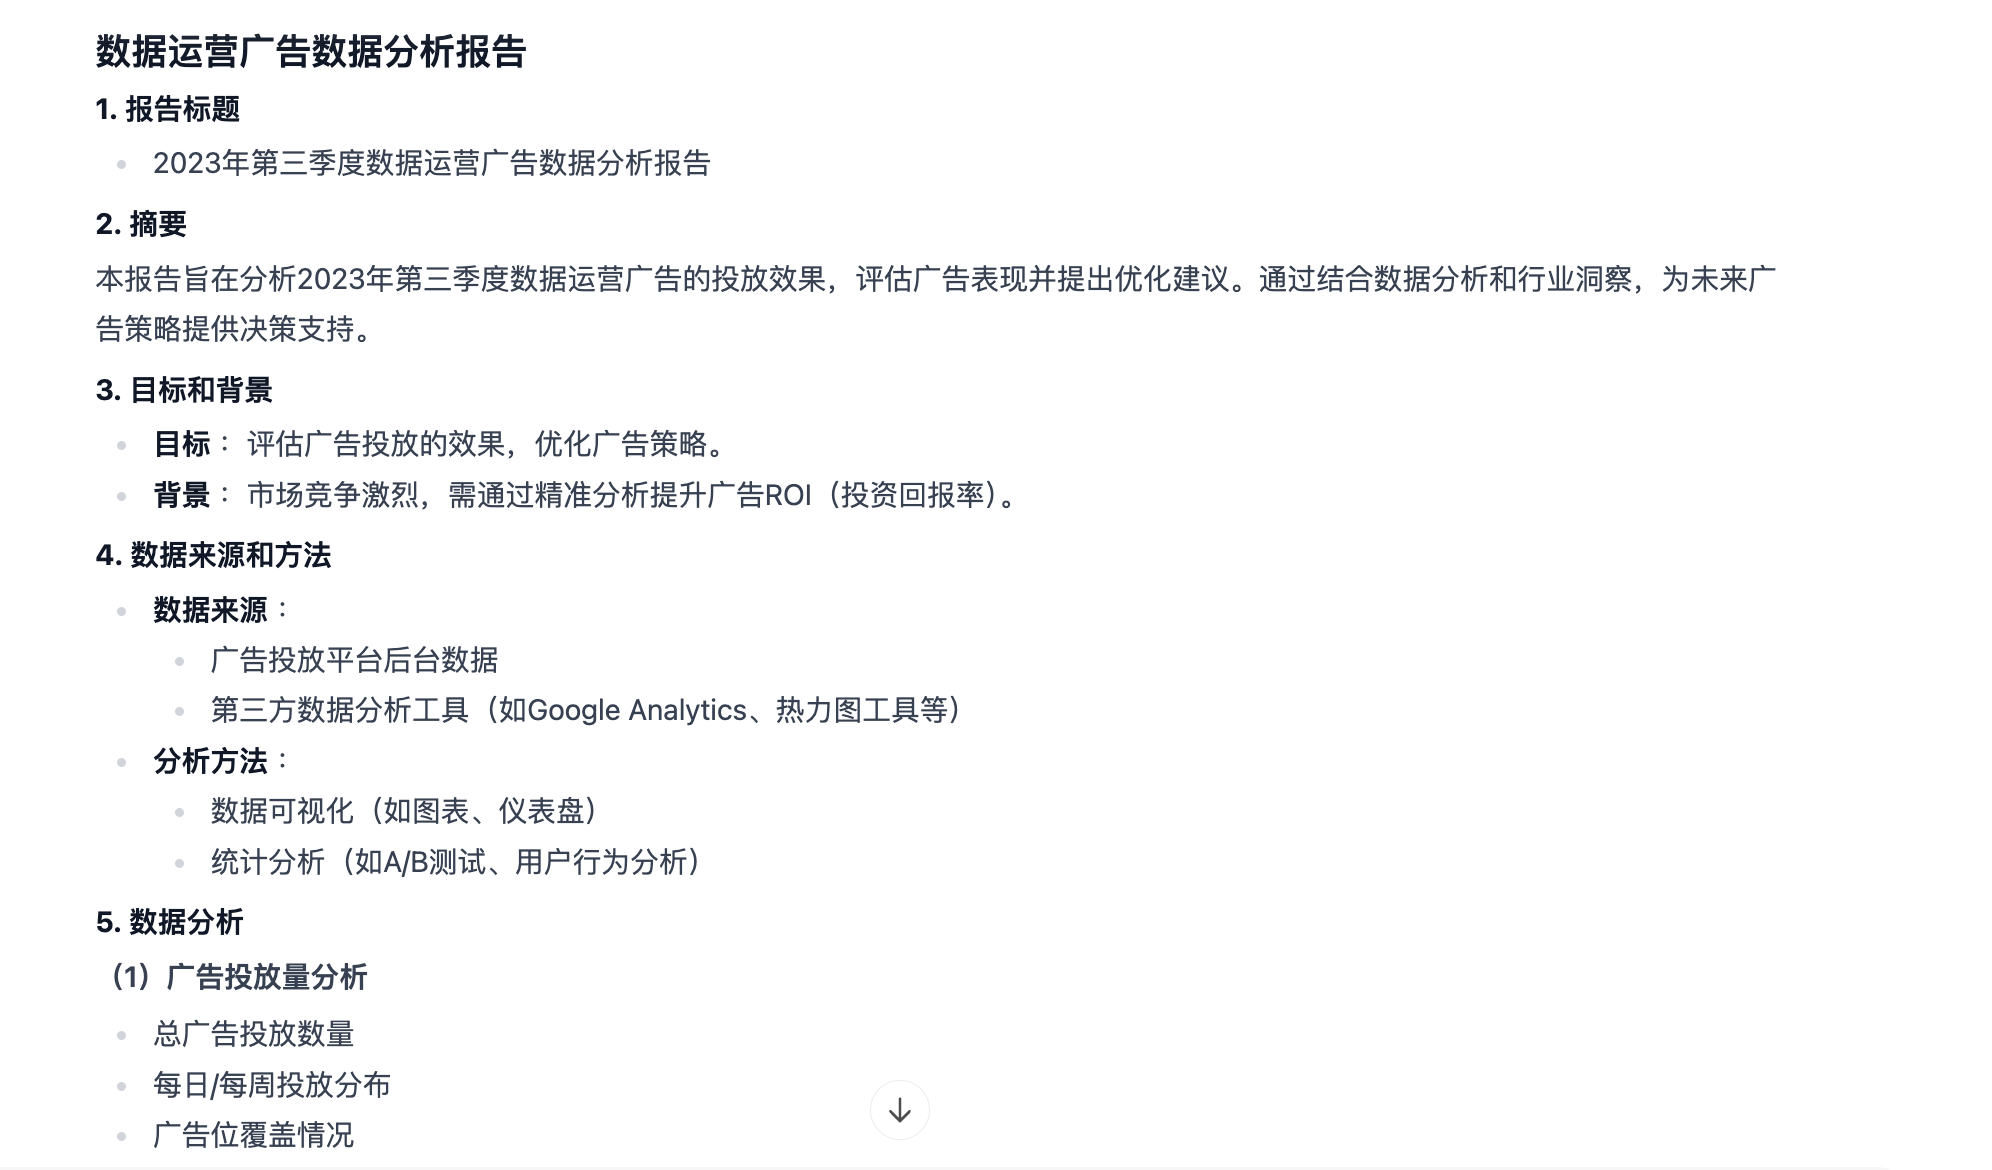 数据运营广告数据分析报告
1. 报告标题
2023年第三季度数据运营广告数据分析报告
2. 摘要
本报告旨在分析2023年第三季度数据运营广告的投放效果，评估广告表现并提出优化建议。通过结合数据分析和行业洞察，为未来广
告策略提供决策支持。
3. 目标和背景
目标： 评估广告投放的效果，优化广告策略。
背景： 市场竞争激烈，需通过精准分析提升广告ROI（投资回报率）。
4. 数据来源和方法
数据来源：
广告投放平台后台数据
第三方数据分析工具（如Google Analytics、热力图工具等）
分析方法：
数据可视化（如图表、仪表盘）
统计分析（如A/B测试、用户行为分析）
5. 数据分析
（1）广告投放量分析
总广告投放数量
每日/每周投放分布
广告位覆盖情况